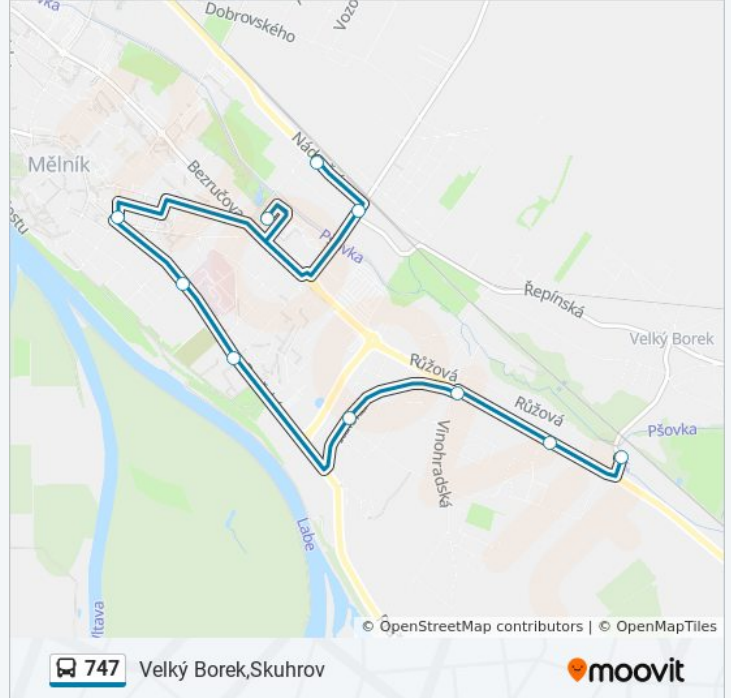 Dobrovského
Mělník
Bezručova
Pšovka
Řepínská
Velký Borek
Růžová
Růžová
Pšovka
Vinohradská
Labe
Vltava
© OpenStreetMap contributors | © OpenMapTiles
747 Velký Borek,Skuhrov
moovit